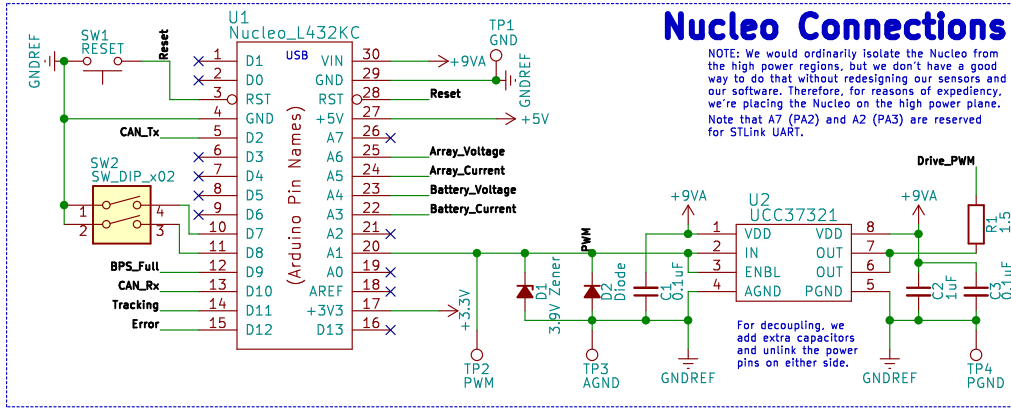 Nucleo Connections
NOTE: We would ordinarily isolate the Nucleo from
the high power regions, but we don't have a good
way to do that without redesigning our sensors and
our software. Therefore, for reasons of expediency,
we're placing the Nucleo on the high power plane.
Note that A7 (PA2) and A2 (PA3) are reserved
for STLink UART.
U1
Nucleo_L432KC
USB
(Arduino Pin Names)
SW1
RESET
Reset
GNDREF
TP1
GND
GNDREF
1 D1
2 D0
3 RST
4 GND
5 D2
6 D3
7 D4
8 D5
9 D6
10 D7
11 D8
12 D9
13 D10
14 D11
15 D12
VIN 30
GND 29
RST 28
+5V 27
A7 26
A6 25
A5 24
A4 23
A3 22
A2 21
A1 20
A0 19
AREF 18
+3V3 17
D13 16
+9VA
Reset
+5V
Array_Voltage
Array_Current
Battery_Voltage
Battery_Current
CAN_Tx
SW2
SW_DIP_x02
1 4
2 3
BPS_Full
CAN_Rx
Tracking
Error
+3.3V
TP2
PWM
PWM
D1
3.9V Zener
D2
Diode
TP3
AGND
C1
0.1uF
+9VA
GNDREF
U2
UCC37321
1 VDD
2 IN
3 ENBL
4 AGND
VDD 8
OUT 7
OUT 6
PGND 5
For decoupling, we
add extra capacitors
and unlink the power
pins on either side.
+9VA
Drive_PWM
R1
1.5
C2
1uF
C3
0.1uF
GNDREF
TP4
PGND